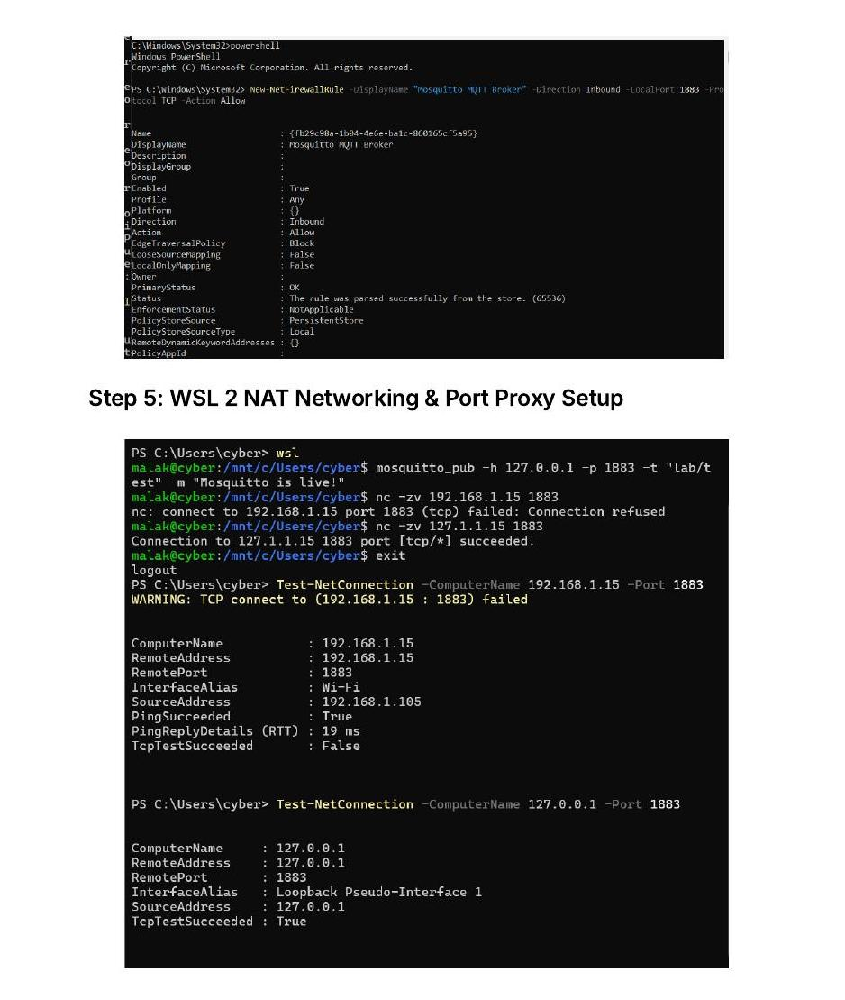 C:\Windows\System32>powershell
Windows PowerShell
Copyright (C) Microsoft Corporation. All rights reserved.
PS C:\Windows\System32> New-NetFirewallRule -DisplayName "Mosquitto MQTT Broker" -Direction Inbound -LocalPort 1883 -Pro
tocol TCP -Action Allow
Name : {fb29c98a-1b04-4e6e-ba1c-860165cf5a95}
DisplayName : Mosquitto MQTT Broker
Description :
DisplayGroup :
Group :
Enabled : True
Profile : Any
Platform : {}
Direction : Inbound
Action : Allow
EdgeTraversalPolicy : Block
LooseSourceMapping : False
LocalOnlyMapping : False
Owner :
PrimaryStatus : OK
Status : The rule was parsed successfully from the store. (65536)
EnforcementStatus : NotApplicable
PolicyStoreSource : PersistentStore
PolicyStoreSourceType : Local
RemoteDynamicKeywordAddresses : {}
PolicyAppId :
Step 5: WSL 2 NAT Networking & Port Proxy Setup
PS C:\Users\cyber> wsl
malak@cyber:/mnt/c/Users/cyber$ mosquitto_pub -h 127.0.0.1 -p 1883 -t "lab/t
est" -m "Mosquitto is live!"
malak@cyber:/mnt/c/Users/cyber$ nc -zv 192.168.1.15 1883
nc: connect to 192.168.1.15 port 1883 (tcp) failed: Connection refused
malak@cyber:/mnt/c/Users/cyber$ nc -zv 127.1.1.15 1883
Connection to 127.1.1.15 1883 port [tcp/*] succeeded!
malak@cyber:/mnt/c/Users/cyber$ exit
logout
PS C:\Users\cyber> Test-NetConnection -ComputerName 192.168.1.15 -Port 1883
WARNING: TCP connect to (192.168.1.15 : 1883) failed
ComputerName : 192.168.1.15
RemoteAddress : 192.168.1.15
RemotePort : 1883
InterfaceAlias : Wi-Fi
SourceAddress : 192.168.1.105
PingSucceeded : True
PingReplyDetails (RTT) : 19 ms
TcpTestSucceeded : False
PS C:\Users\cyber> Test-NetConnection -ComputerName 127.0.0.1 -Port 1883
ComputerName : 127.0.0.1
RemoteAddress : 127.0.0.1
RemotePort : 1883
InterfaceAlias : Loopback Pseudo-Interface 1
SourceAddress : 127.0.0.1
TcpTestSucceeded : True